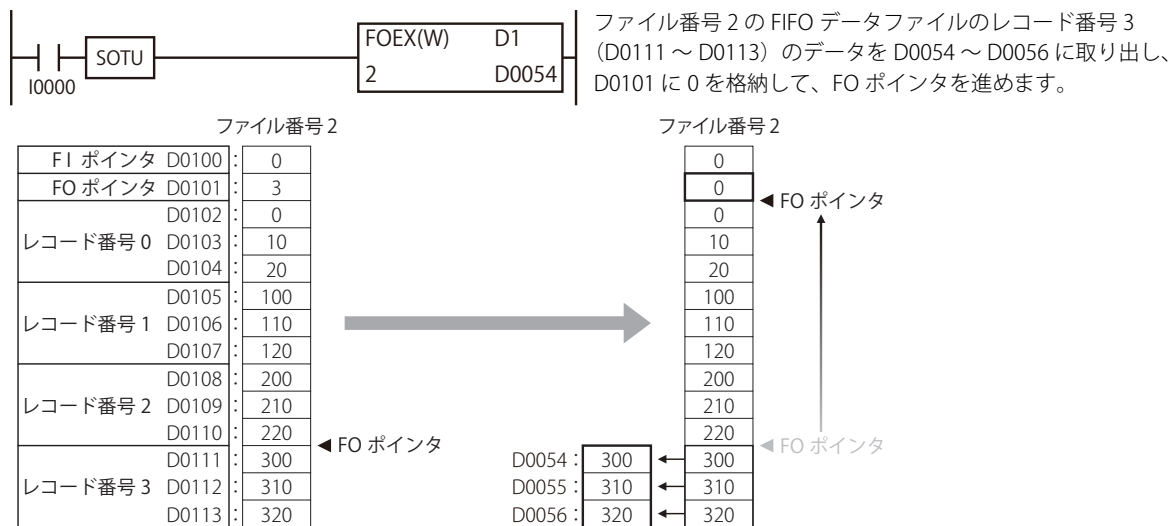 SOTU
I0000
FOEX(W) D1
2 D0054
ファイル番号 2 の FIFO データファイルのレコード番号 3
（D0111 ～ D0113）のデータを D0054 ～ D0056 に取り出し、
D0101 に 0 を格納して、FO ポインタを進めます。
ファイル番号 2
FI ポインタ D0100 : 0
FO ポインタ D0101 : 3
D0102 : 0
レコード番号 0 D0103 : 10
D0104 : 20
D0105 : 100
レコード番号 1 D0106 : 110
D0107 : 120
D0108 : 200
レコード番号 2 D0109 : 210
D0110 : 220
◀ FO ポインタ
D0111 : 300
レコード番号 3 D0112 : 310
D0113 : 320
ファイル番号 2
0
0
◀ FO ポインタ
0
10
20
100
110
120
200
210
220
◀ FO ポインタ
D0054 : 300 300
D0055 : 310 310
D0056 : 320 320